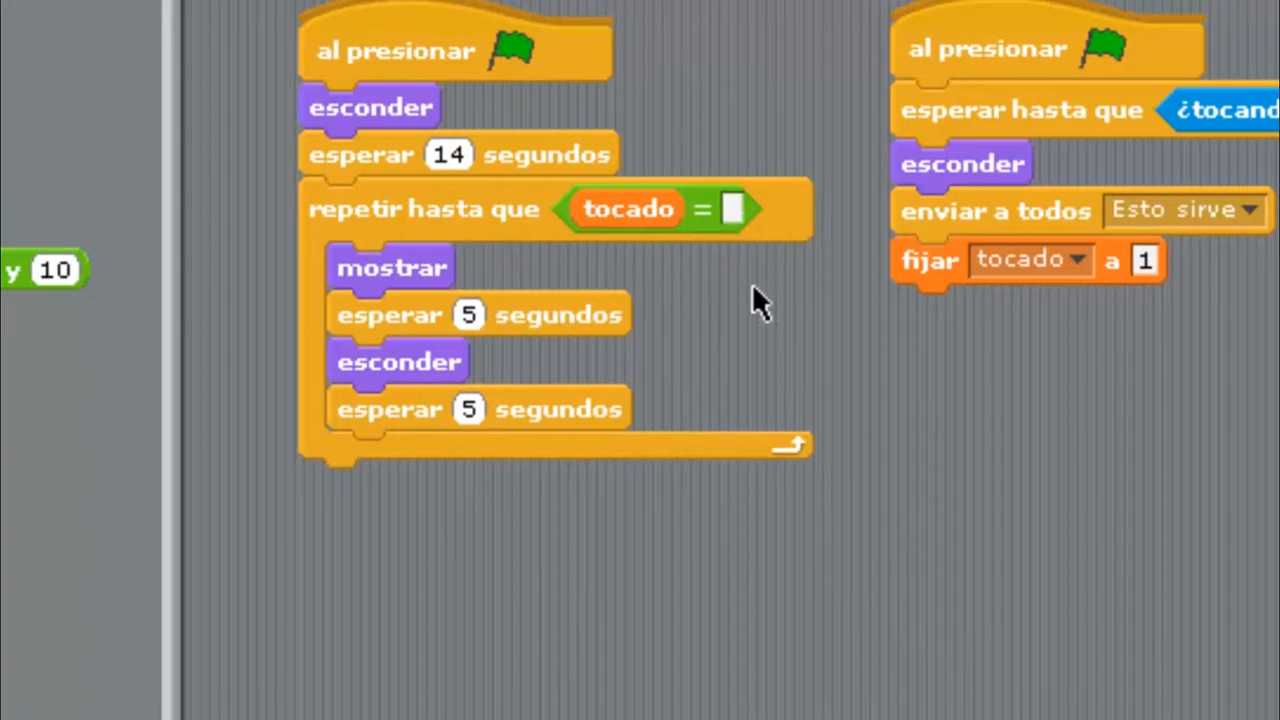 al presionar
esconder
esperar 14 segundos
repetir hasta que tocado =
mostrar
esperar 5 segundos
esconder
esperar 5 segundos
y 10
al presionar
esperar hasta que ¿tocand
esconder
enviar a todos Esto sirve
fijar tocado a 1